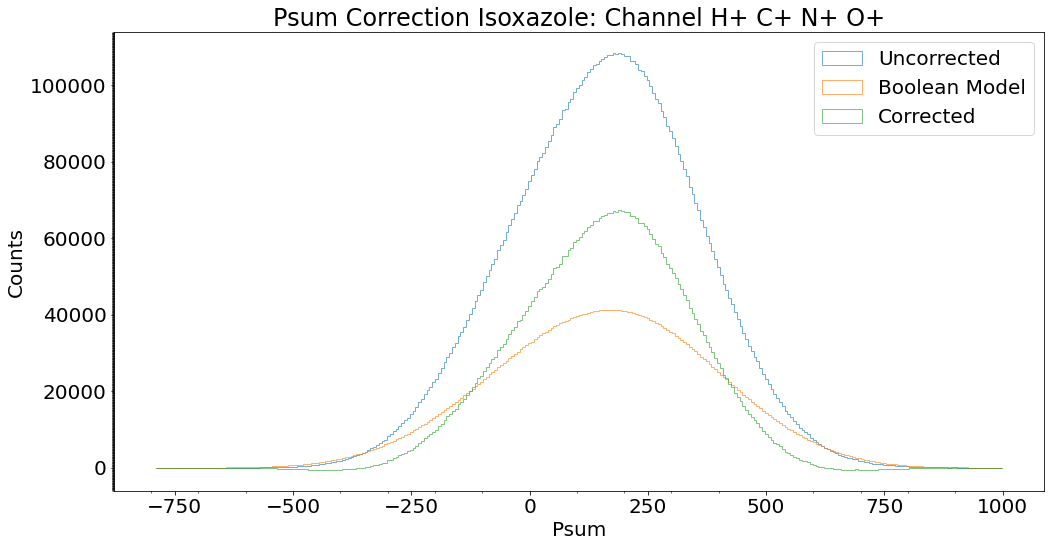 Psum Correction Isoxazole: Channel H+ C+ N+ O+
Uncorrected
Boolean Model
Corrected
Counts
100000
80000
60000
40000
20000
0
−750
−500
−250
0
250
500
750
1000
Psum